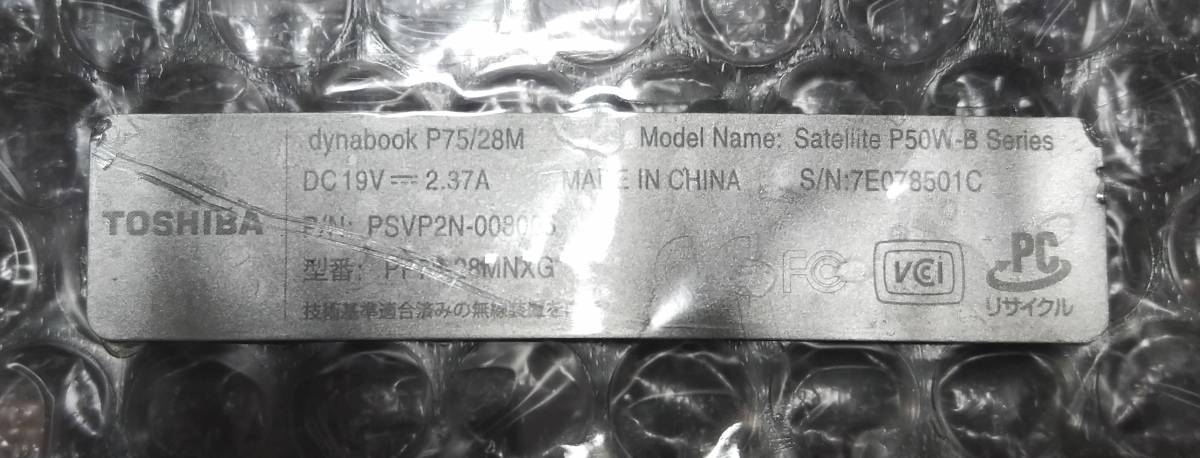 dynabook P75/28M Model Name: Satellite P50W-B Series
DC 19V ⎓ 2.37A MADE IN CHINA S/N:7E078501C
TOSHIBA
P/N: PSVP2N-
型番:
FC VCCI PC
技術基準適合済みの無線装置を
リサイクル